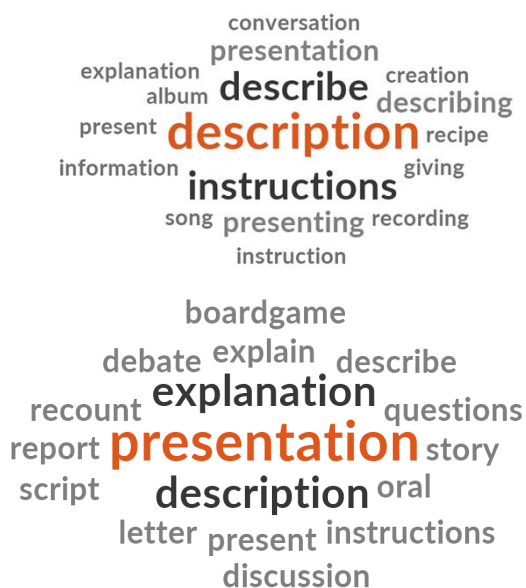 conversation
presentation
explanation describe creation
album describing
present description recipe
information instructions giving
song presenting recording
instruction
boardgame
debate explain describe
recount explanation questions
report presentation story
script description oral
letter present instructions
discussion